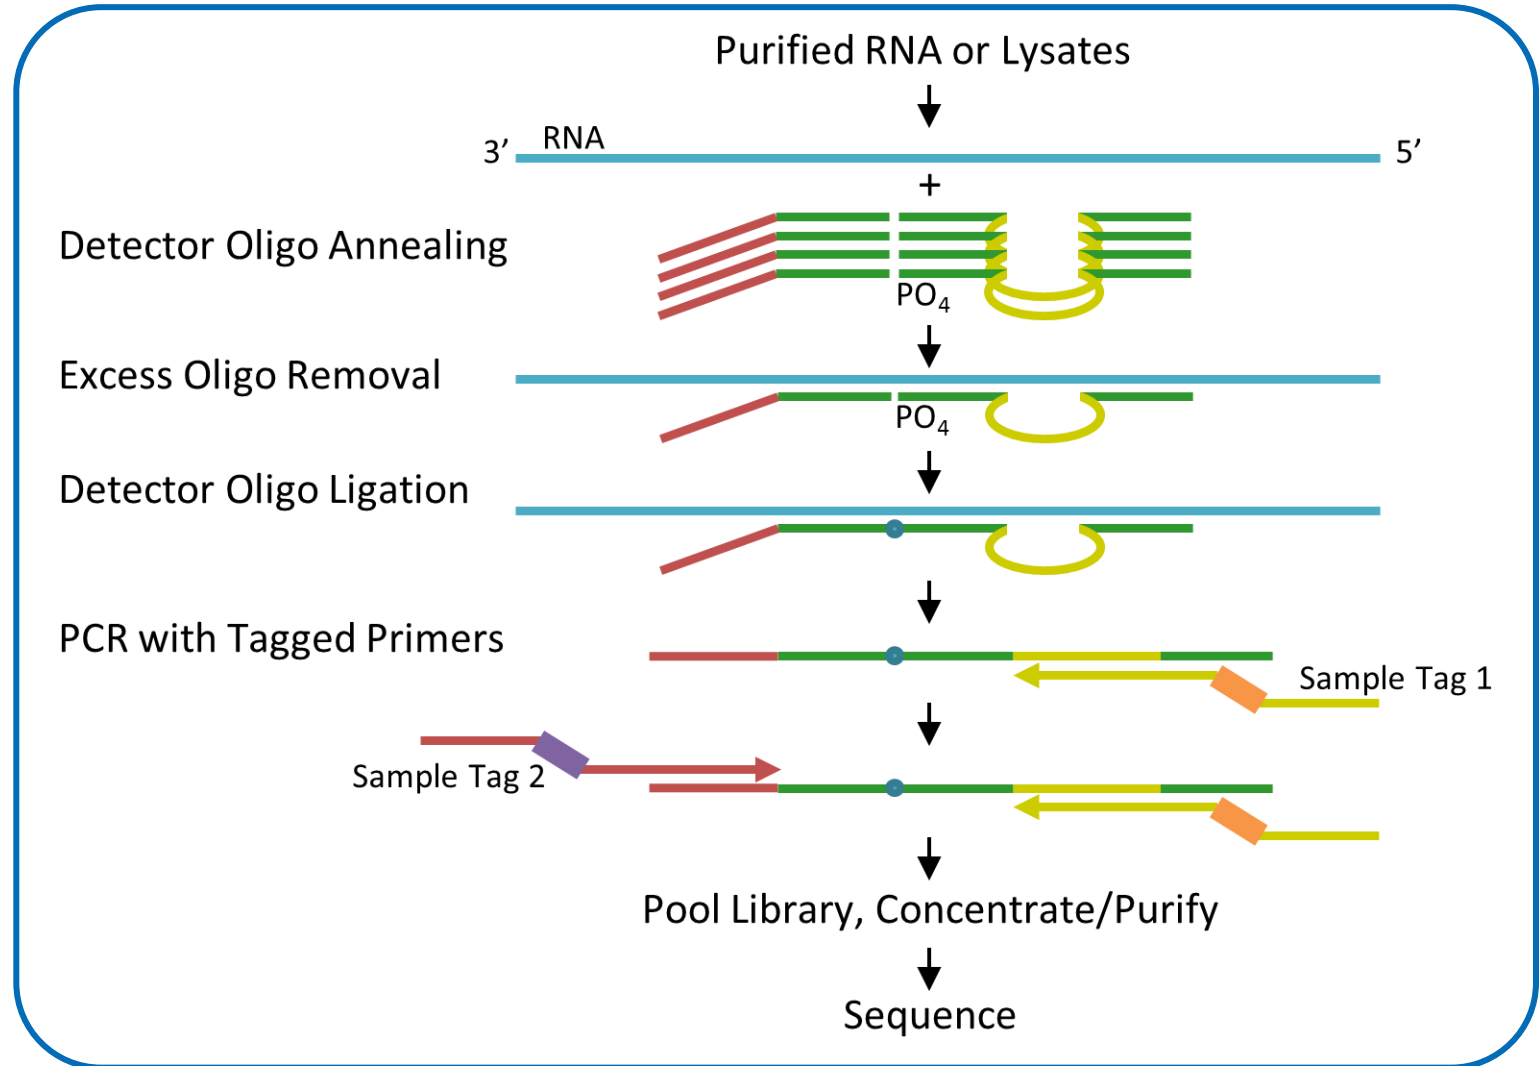 Purified RNA or Lysates
3’ RNA 5’
+
Detector Oligo Annealing
PO4
Excess Oligo Removal
PO4
Detector Oligo Ligation
PCR with Tagged Primers
Sample Tag 1
Sample Tag 2
Pool Library, Concentrate/Purify
Sequence